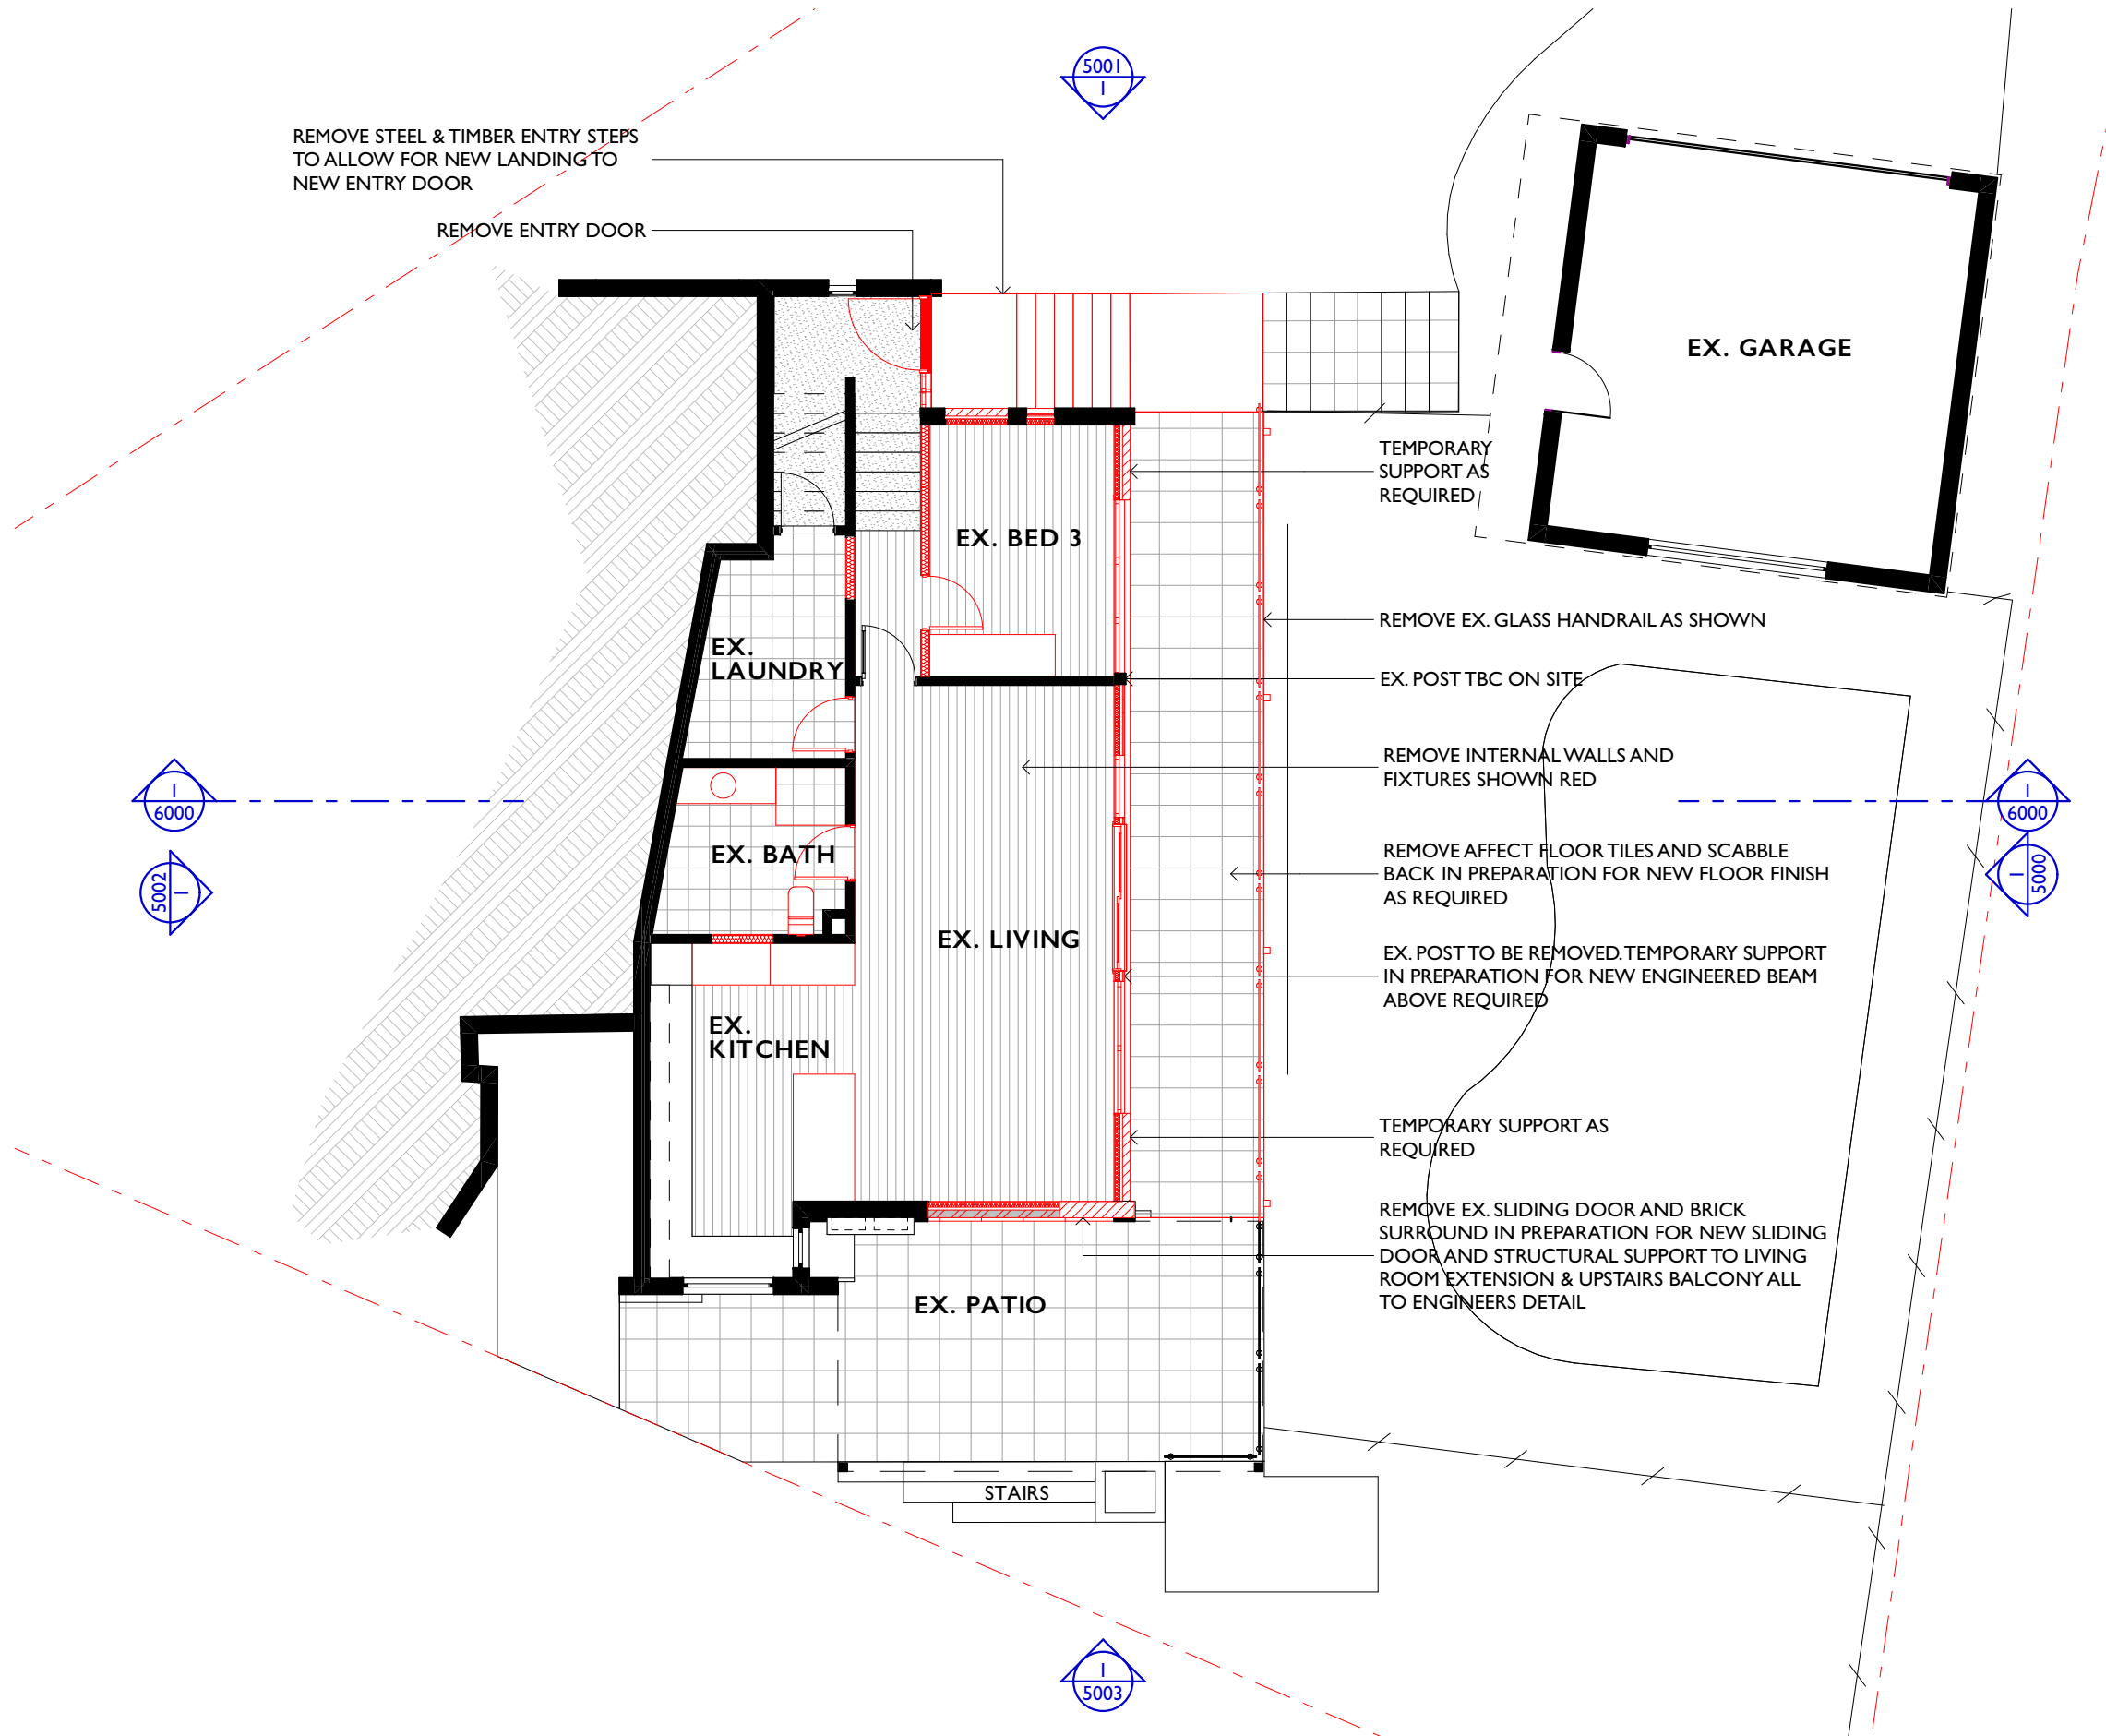 5001
1
REMOVE STEEL & TIMBER ENTRY STEPS
TO ALLOW FOR NEW LANDING TO
NEW ENTRY DOOR
REMOVE ENTRY DOOR
EX. GARAGE
TEMPORARY
SUPPORT AS
REQUIRED
EX. BED 3
REMOVE EX. GLASS HANDRAIL AS SHOWN
EX.
LAUNDRY
EX. POST TBC ON SITE
REMOVE INTERNAL WALLS AND
FIXTURES SHOWN RED
1
6000
1
6000
EX. BATH
REMOVE AFFECT FLOOR TILES AND SCABBLE
BACK IN PREPARATION FOR NEW FLOOR FINISH
AS REQUIRED
5002
1
1
5000
EX. LIVING
EX. POST TO BE REMOVED. TEMPORARY SUPPORT
IN PREPARATION FOR NEW ENGINEERED BEAM
ABOVE REQUIRED
EX.
KITCHEN
TEMPORARY SUPPORT AS
REQUIRED
REMOVE EX. SLIDING DOOR AND BRICK
SURROUND IN PREPARATION FOR NEW SLIDING
DOOR AND STRUCTURAL SUPPORT TO LIVING
ROOM EXTENSION & UPSTAIRS BALCONY ALL
TO ENGINEERS DETAIL
EX. PATIO
STAIRS
1
5003